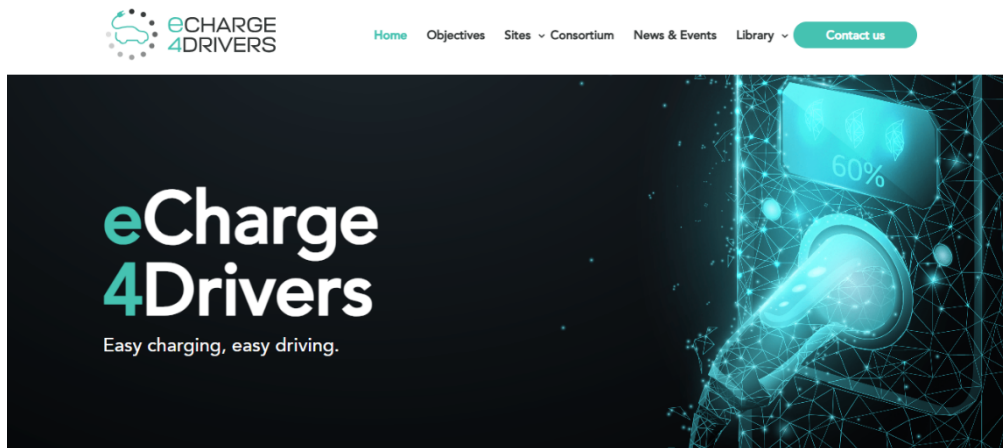 eCHARGE
4DRIVERS
Home Objectives Sites Consortium News & Events Library Contact us
eCharge
4Drivers
Easy charging, easy driving.
60%